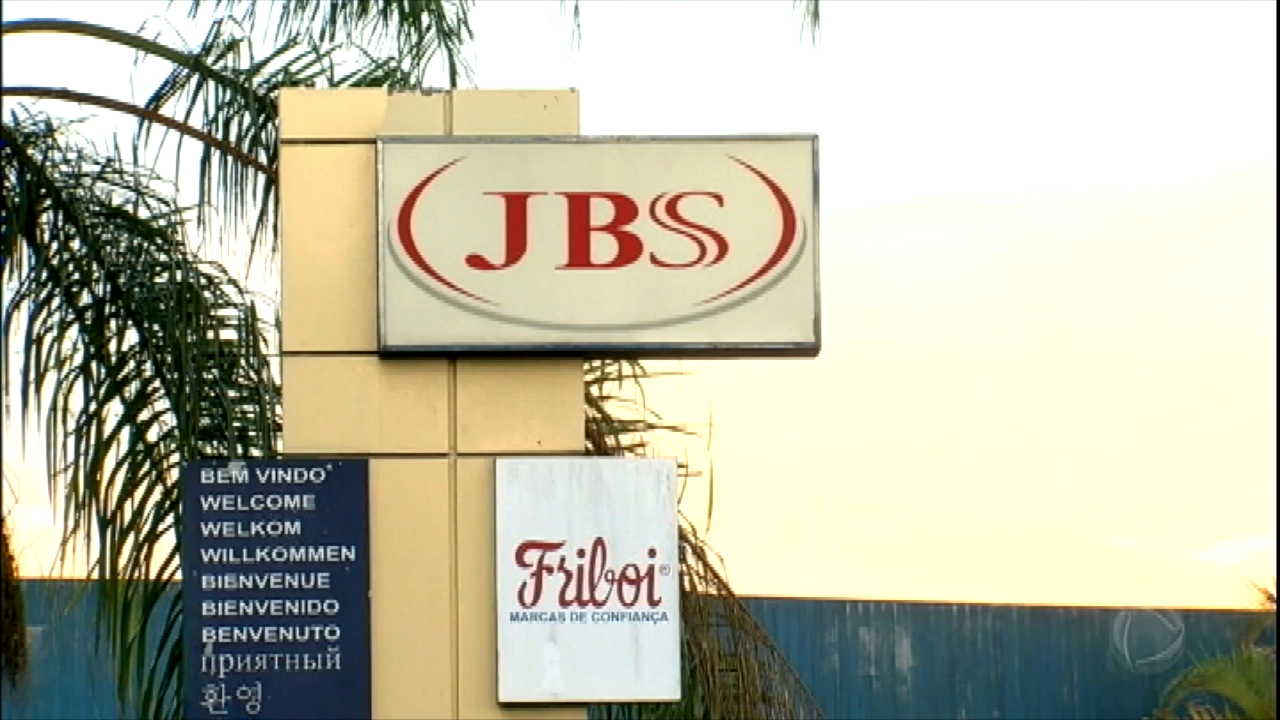 JBS
BEM VINDO
WELCOME
WELKOM
WILLKOMMEN
BIENVENUE
BIENVENIDO
BENVENUTO
приятный
환영
Friboi®
MARCAS DE CONFIANÇA